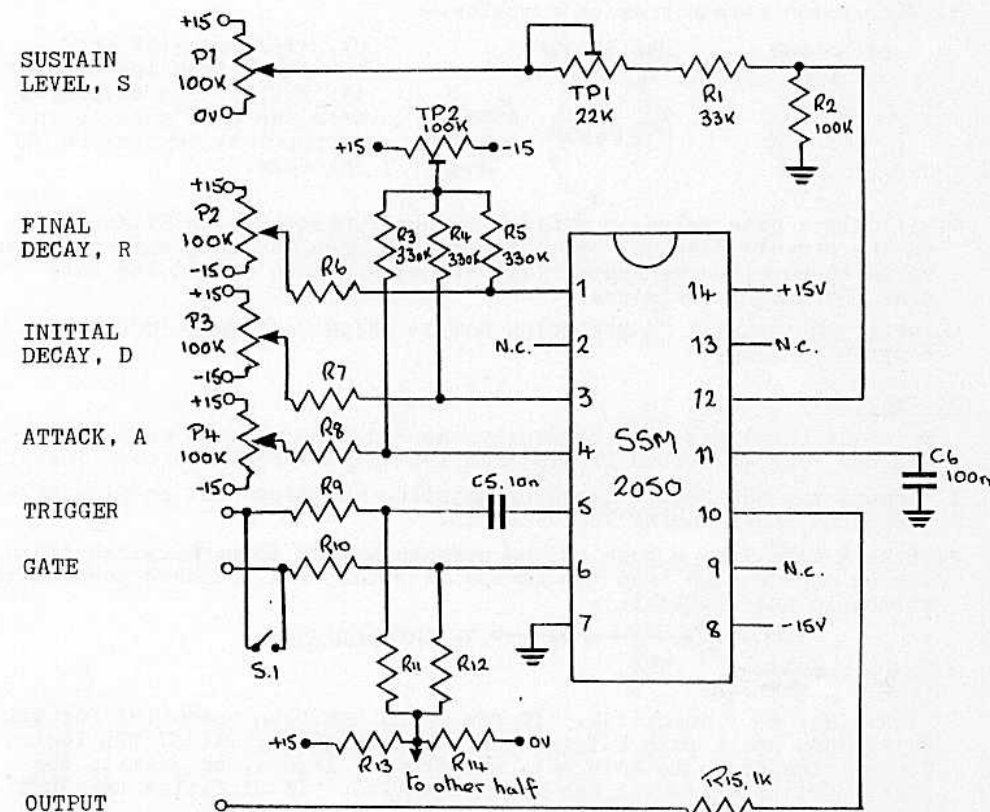 +15
SUSTAIN LEVEL, S
P1
100K
0V
TP1
22K
R1
33K
R2
100K
TP2
100K
+15
-15
FINAL DECAY, R
+15
P2
100K
-15
R6
R3
330K
R4
330K
R5
330K
INITIAL DECAY, D
+15
P3
100K
-15
R7
ATTACK, A
+15
P4
100K
-15
R8
TRIGGER
R9
C5, 10n
GATE
R10
S.1
R11
R12
+15
R13
R14
0V
to other half
OUTPUT
R15, 1K
1
N.C.
2
3
4
5
6
7
SSM
2050
14
+15V
13
N.C.
12
11
C6
100n
10
9
N.C.
8
-15V